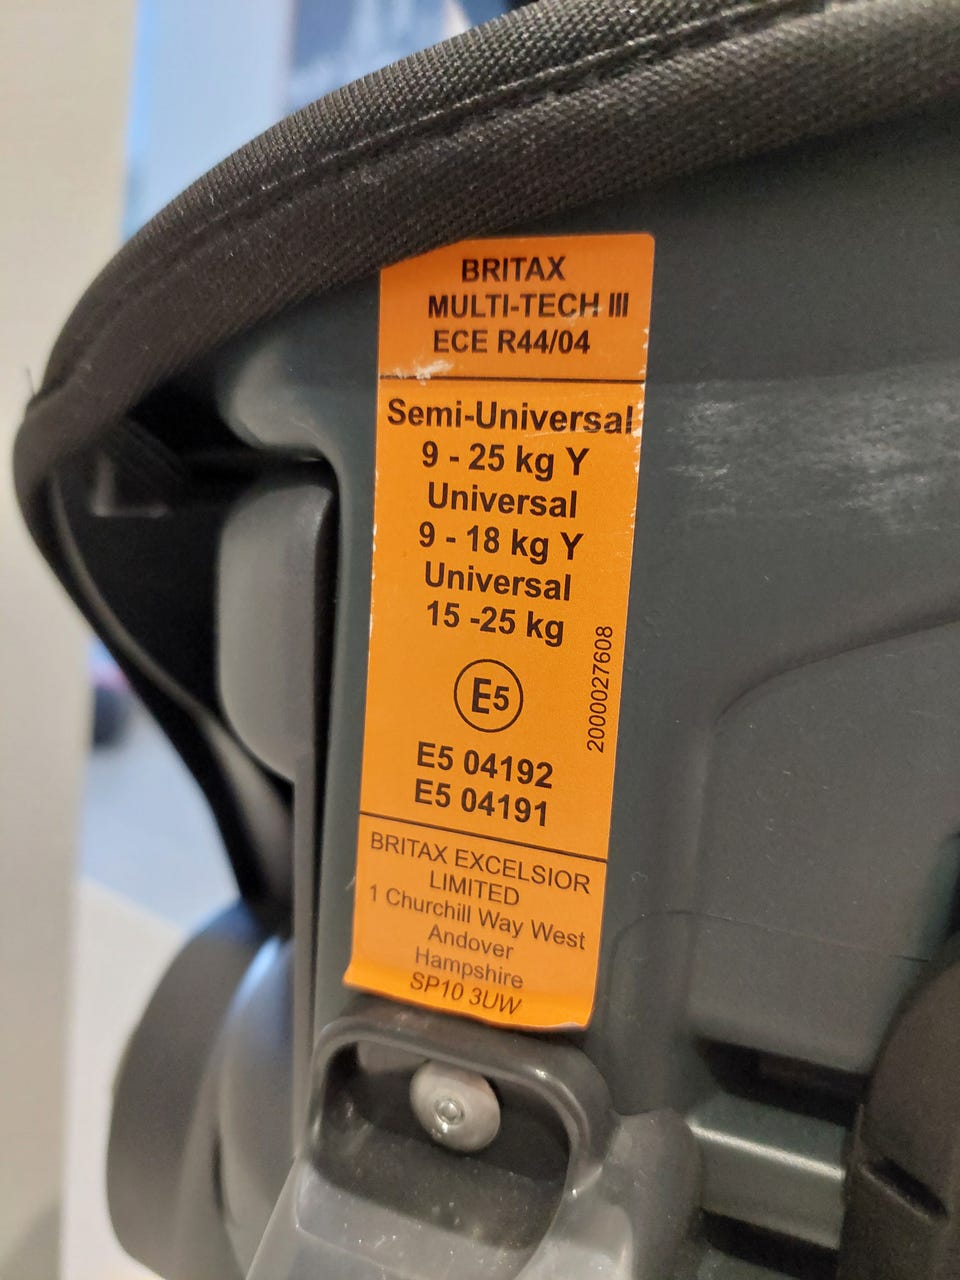 BRITAX
MULTI-TECH III
ECE R44/04
Semi-Universal
9 - 25 kg Y
Universal
9 - 18 kg Y
Universal
15 -25 kg
E5
2000027608
E5 04192
E5 04191
BRITAX EXCELSIOR
LIMITED
1 Churchill Way West
Andover
Hampshire
SP10 3UW